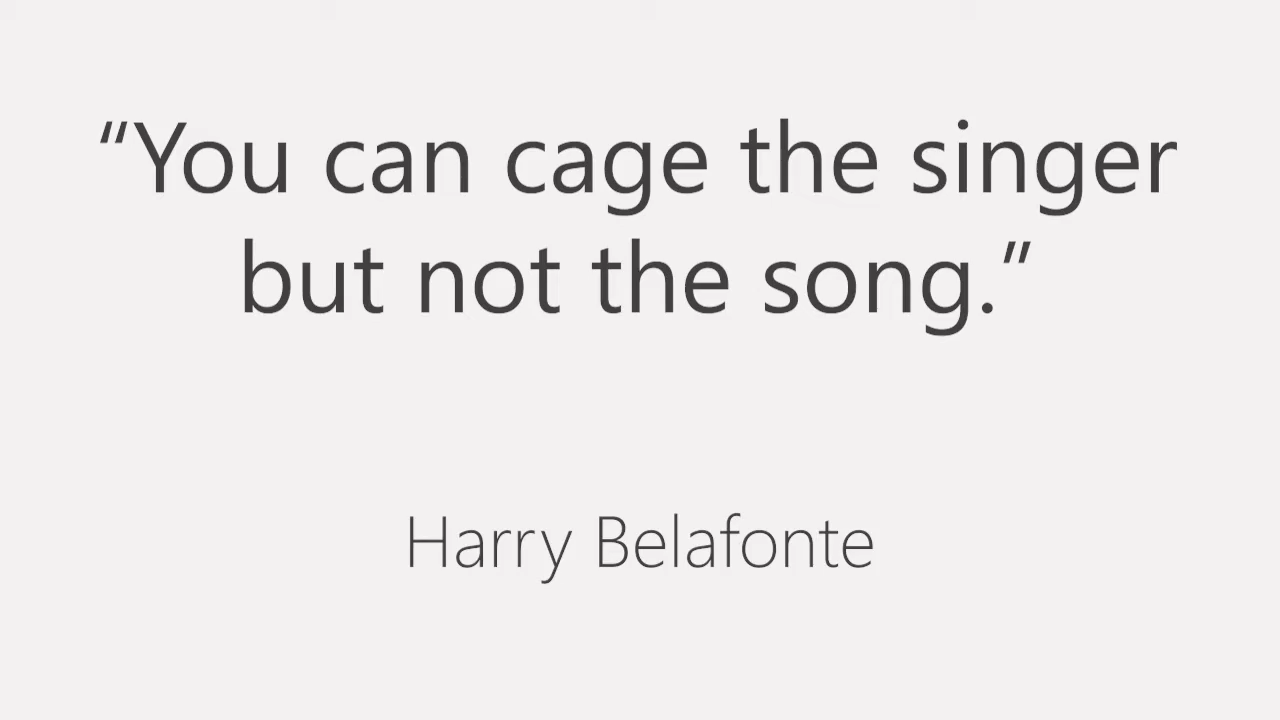 “You can cage the singer
but not the song.”
Harry Belafonte